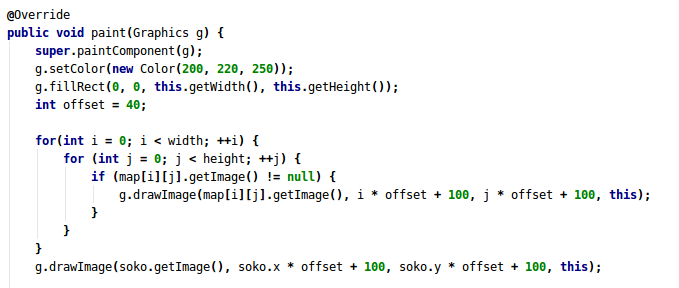 @Override
public void paint(Graphics g) {
    super.paintComponent(g);
    g.setColor(new Color(200, 220, 250));
    g.fillRect(0, 0, this.getWidth(), this.getHeight());
    int offset = 40;

    for(int i = 0; i < width; ++i) {
        for (int j = 0; j < height; ++j) {
            if (map[i][j].getImage() != null) {
                g.drawImage(map[i][j].getImage(), i * offset + 100, j * offset + 100, this);
            }
        }
    }
    g.drawImage(soko.getImage(), soko.x * offset + 100, soko.y * offset + 100, this);